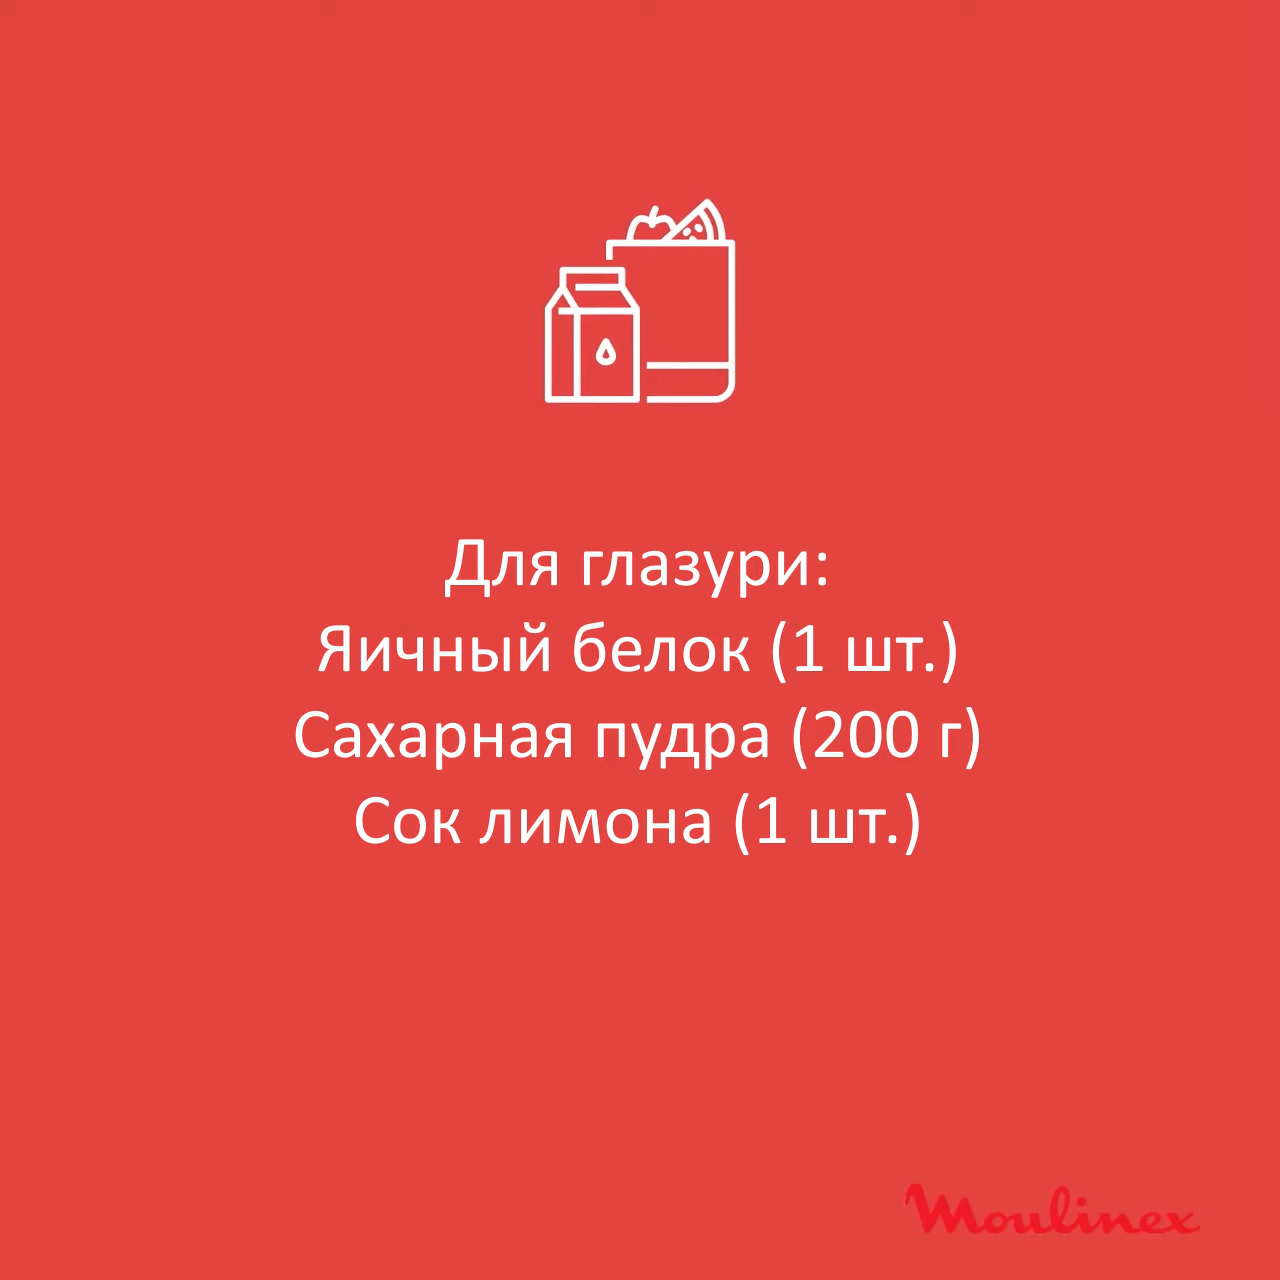 Для глазури:
Яичный белок (1 шт.)
Сахарная пудра (200 г)
Сок лимона (1 шт.)
Moulinex